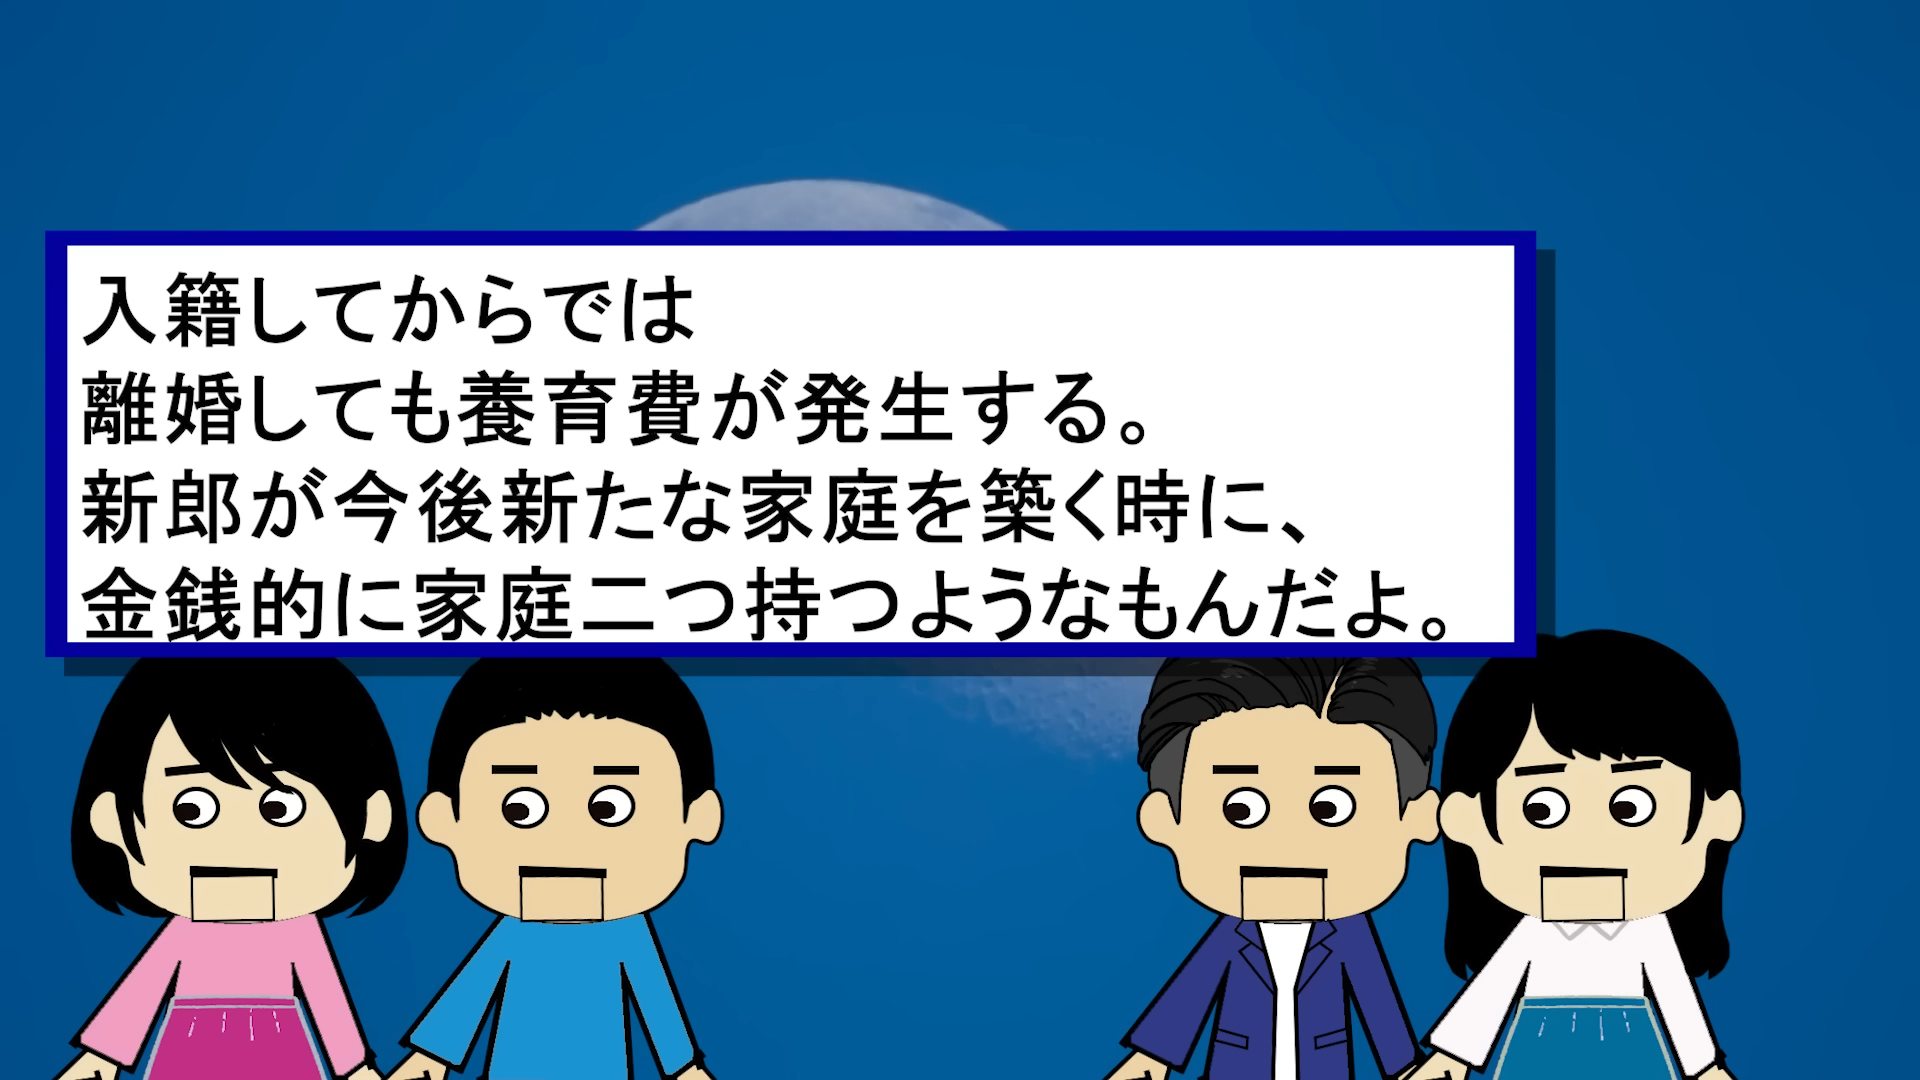 入籍してからでは
離婚しても養育費が発生する。
新郎が今後新たな家庭を築く時に、
金銭的に家庭二つ持つようなもんだよ。